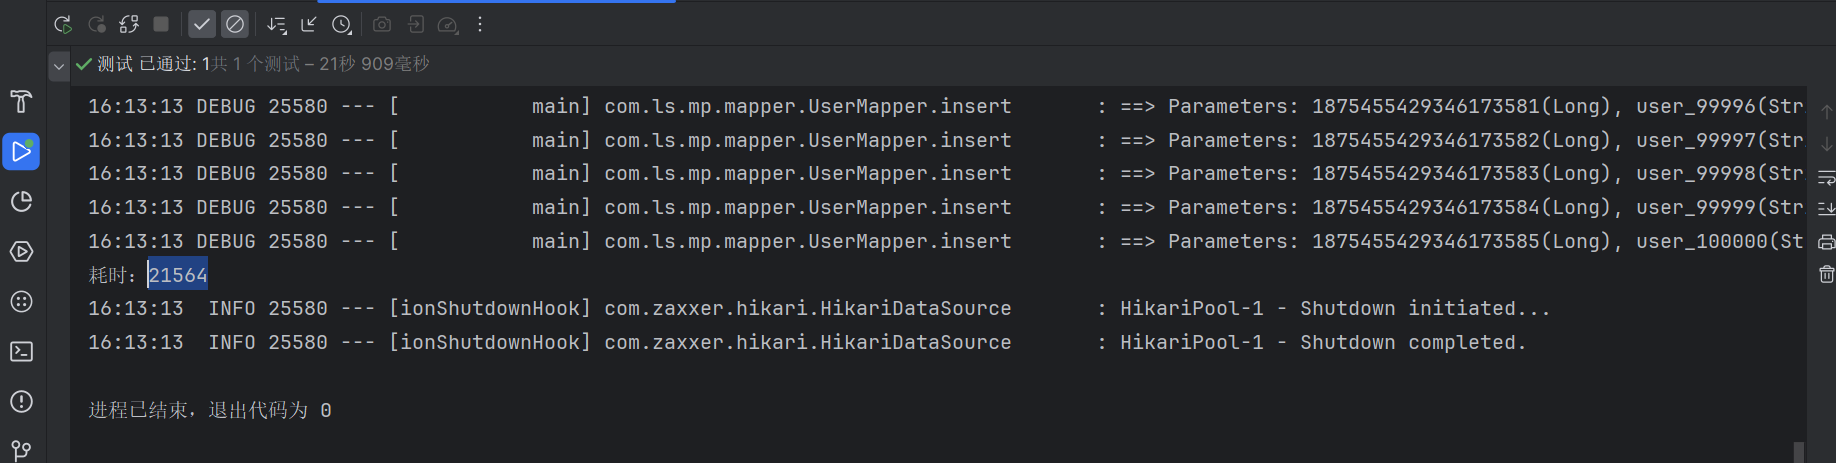 测试 已通过: 1共 1 个测试 – 21秒 909毫秒
16:13:13 DEBUG 25580 --- [           main] com.ls.mp.mapper.UserMapper.insert       : ==> Parameters: 1875455429346173581(Long), user_99996(Str
16:13:13 DEBUG 25580 --- [           main] com.ls.mp.mapper.UserMapper.insert       : ==> Parameters: 1875455429346173582(Long), user_99997(Str
16:13:13 DEBUG 25580 --- [           main] com.ls.mp.mapper.UserMapper.insert       : ==> Parameters: 1875455429346173583(Long), user_99998(Str
16:13:13 DEBUG 25580 --- [           main] com.ls.mp.mapper.UserMapper.insert       : ==> Parameters: 1875455429346173584(Long), user_99999(Str
16:13:13 DEBUG 25580 --- [           main] com.ls.mp.mapper.UserMapper.insert       : ==> Parameters: 1875455429346173585(Long), user_100000(St
耗时：21564
16:13:13  INFO 25580 --- [ionShutdownHook] com.zaxxer.hikari.HikariDataSource       : HikariPool-1 - Shutdown initiated...
16:13:13  INFO 25580 --- [ionShutdownHook] com.zaxxer.hikari.HikariDataSource       : HikariPool-1 - Shutdown completed.
进程已结束，退出代码为 0